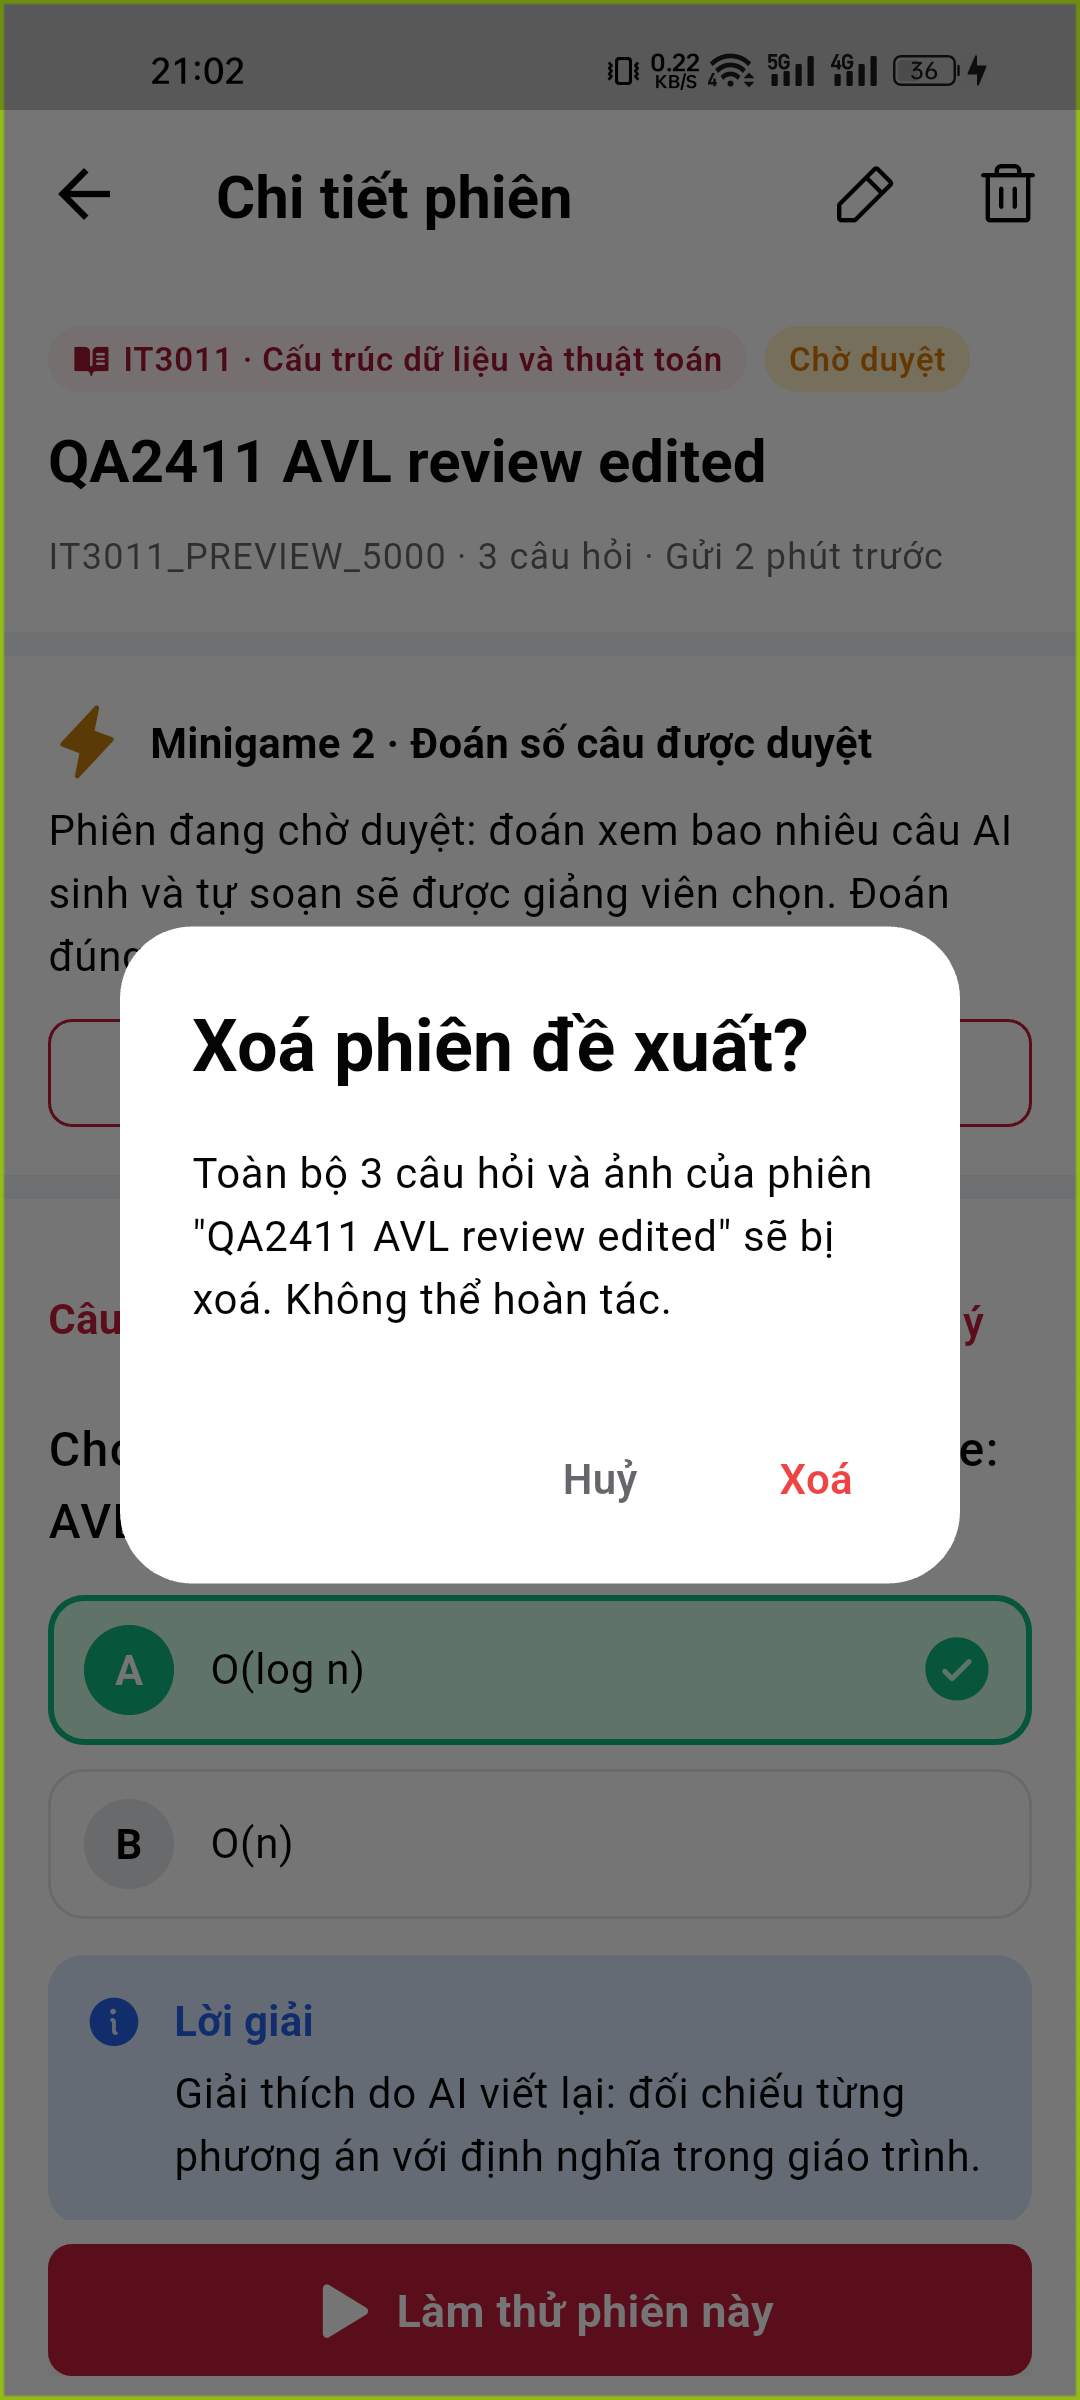 21:02
0.22 KB/S 4 5G 4G 36
Chi tiết phiên
IT3011 · Cấu trúc dữ liệu và thuật toán
Chờ duyệt
QA2411 AVL review edited
IT3011_PREVIEW_5000 · 3 câu hỏi · Gửi 2 phút trước
Minigame 2 · Đoán số câu được duyệt
Phiên đang chờ duyệt: đoán xem bao nhiêu câu AI
sinh và tự soạn sẽ được giảng viên chọn. Đoán
Xoá phiên đề xuất?
Toàn bộ 3 câu hỏi và ảnh của phiên
"QA2411 AVL review edited" sẽ bị
xoá. Không thể hoàn tác.
Huỷ
Xoá
Câu
ý
A O(log n)
B O(n)
Lời giải
Giải thích do AI viết lại: đối chiếu từng
phương án với định nghĩa trong giáo trình.
Làm thử phiên này